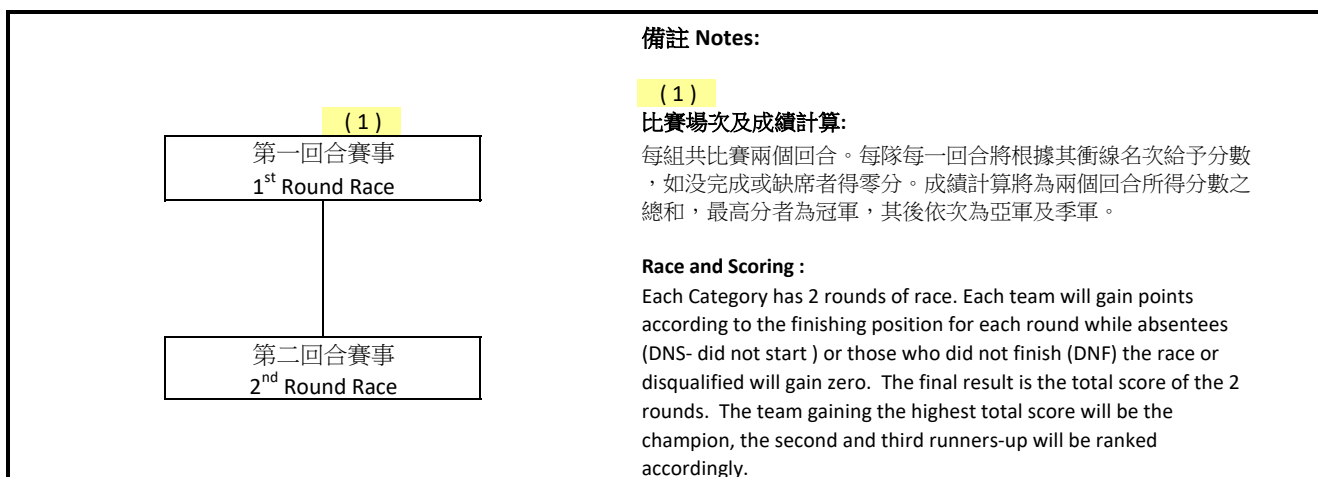 ( 1 )
第一回合賽事
1st Round Race
第二回合賽事
2nd Round Race
備註 Notes:
( 1 )
比賽場次及成績計算:
每組共比賽兩個回合。每隊每一回合將根據其衝線名次給予分數
，如没完成或缺席者得零分。成績計算將為兩個回合所得分數之
總和，最高分者為冠軍，其後依次為亞軍及季軍。
Race and Scoring :
Each Category has 2 rounds of race. Each team will gain points
according to the finishing position for each round while absentees
(DNS- did not start ) or those who did not finish (DNF) the race or
disqualified will gain zero.  The final result is the total score of the 2
rounds.  The team gaining the highest total score will be the
champion, the second and third runners-up will be ranked
accordingly.